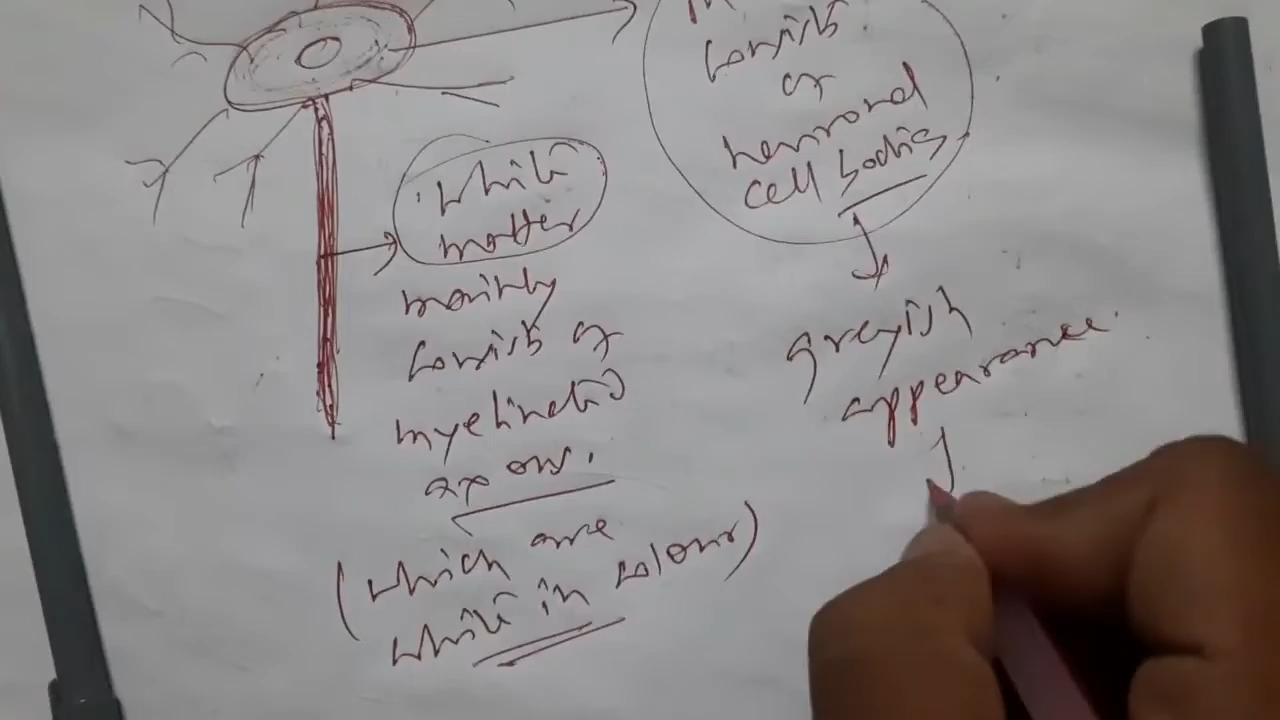 white
matter
mainly
consists of
myelinated
axons.
(which are
white in colour)
consists
of
neuronal
cell bodies
greyish
appearance.